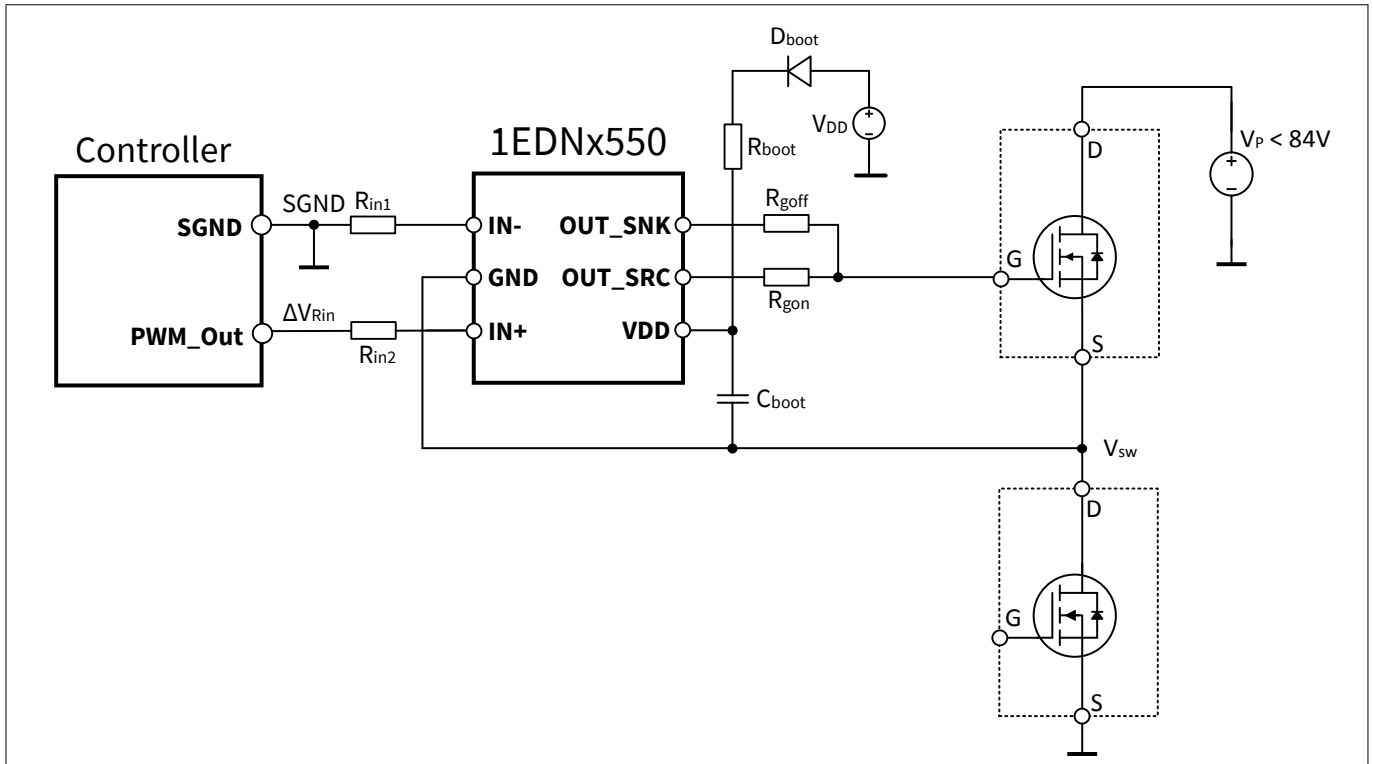 Dboot
VDD
+
−
Rboot
Controller
1EDNx550
SGND
SGND
Rin1
IN-
OUT_SNK
Rgoff
GND
OUT_SRC
Rgon
PWM_Out
ΔVRin
Rin2
IN+
VDD
Cboot
D
G
S
VP < 84V
+
−
Vsw
D
G
S